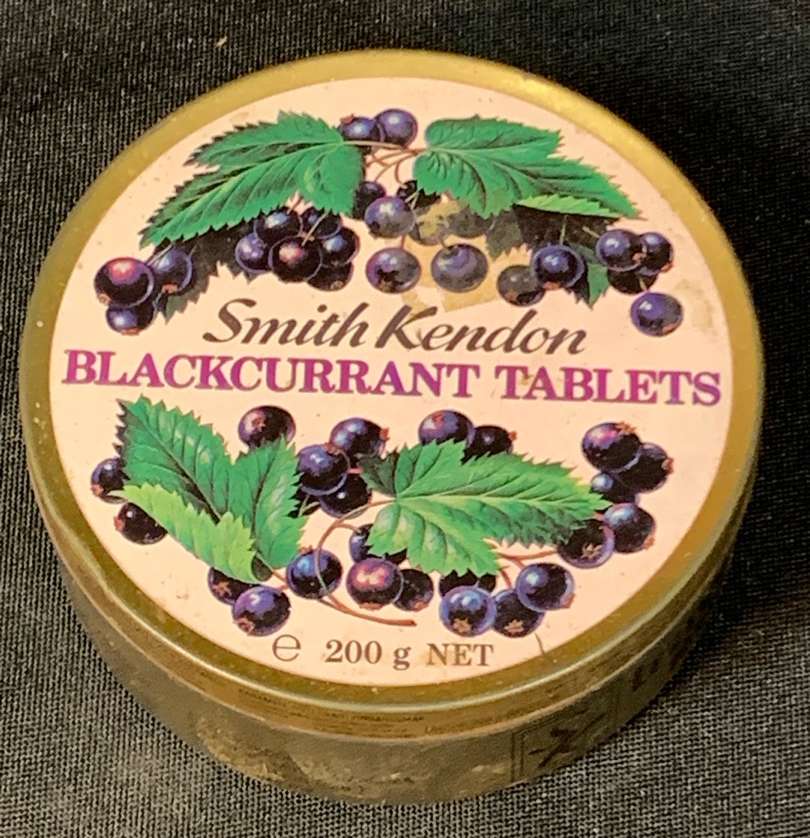 Smith Kendon
BLACKCURRANT TABLETS
℮ 200 g NET